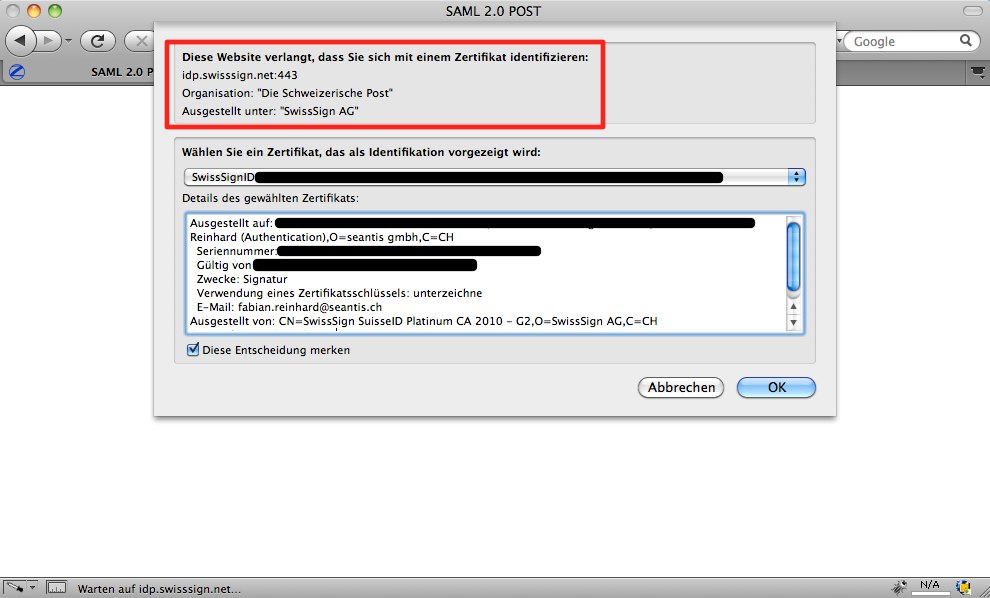 SAML 2.0 POST
Google
SAML 2.0 P
Diese Website verlangt, dass Sie sich mit einem Zertifikat identifizieren:
idp.swisssign.net:443
Organisation: "Die Schweizerische Post"
Ausgestellt unter: "SwissSign AG"
Wählen Sie ein Zertifikat, das als Identifikation vorgezeigt wird:
SwissSignID
Details des gewählten Zertifikats:
Ausgestellt auf:
Reinhard (Authentication),O=seantis gmbh,C=CH
Seriennummer:
Gültig von
Zwecke: Signatur
Verwendung eines Zertifikatsschlüssels: unterzeichne
E-Mail: fabian.reinhard@seantis.ch
Ausgestellt von: CN=SwissSign SuisseID Platinum CA 2010 - G2,O=SwissSign AG,C=CH
Diese Entscheidung merken
Abbrechen
OK
Warten auf idp.swisssign.net...
N/A